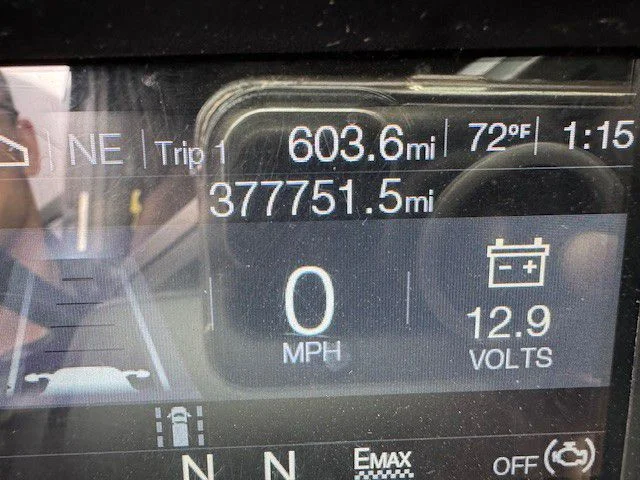 NE Trip 1 603.6mi 72°F 1:15
377751.5mi
0
MPH
- +
12.9
VOLTS
N N EMAX OFF